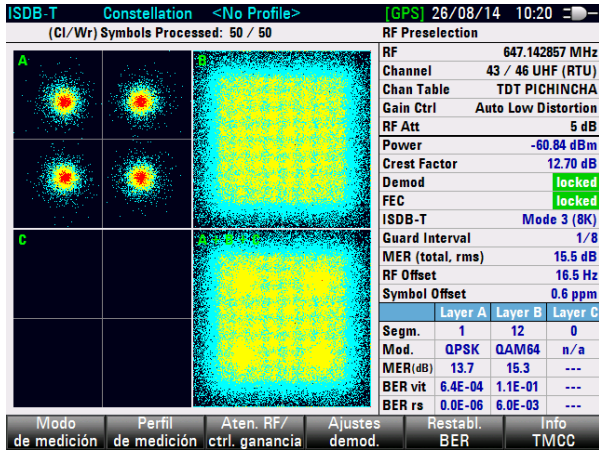 ISDB-T Constellation <No Profile> [GPS] 26/08/14 10:20
(CI/Wr) Symbols Processed: 50 / 50 RF Preselection
RF 647.142857 MHz
Channel 43 / 46 UHF (RTU)
Chan Table TDT PICHINCHA
Gain Ctrl Auto Low Distortion
RF Att 5 dB
Power -60.84 dBm
Crest Factor 12.70 dB
Demod locked
FEC locked
ISDB-T Mode 3 (8K)
Guard Interval 1/8
MER (total, rms) 15.5 dB
RF Offset 16.5 Hz
Symbol Offset 0.6 ppm
Layer A Layer B Layer C
Segm. 1 12 0
Mod. QPSK QAM64 n/a
MER(dB) 13.7 15.3 ---
BER vit 6.4E-04 1.1E-01 ---
BER rs 0.0E-06 6.0E-03 ---
A
B
C
A + B + C
Modo de medición
Perfil de medición
Aten. RF/ ctrl. ganancia
Ajustes demod.
Restabl. BER
Info TMCC